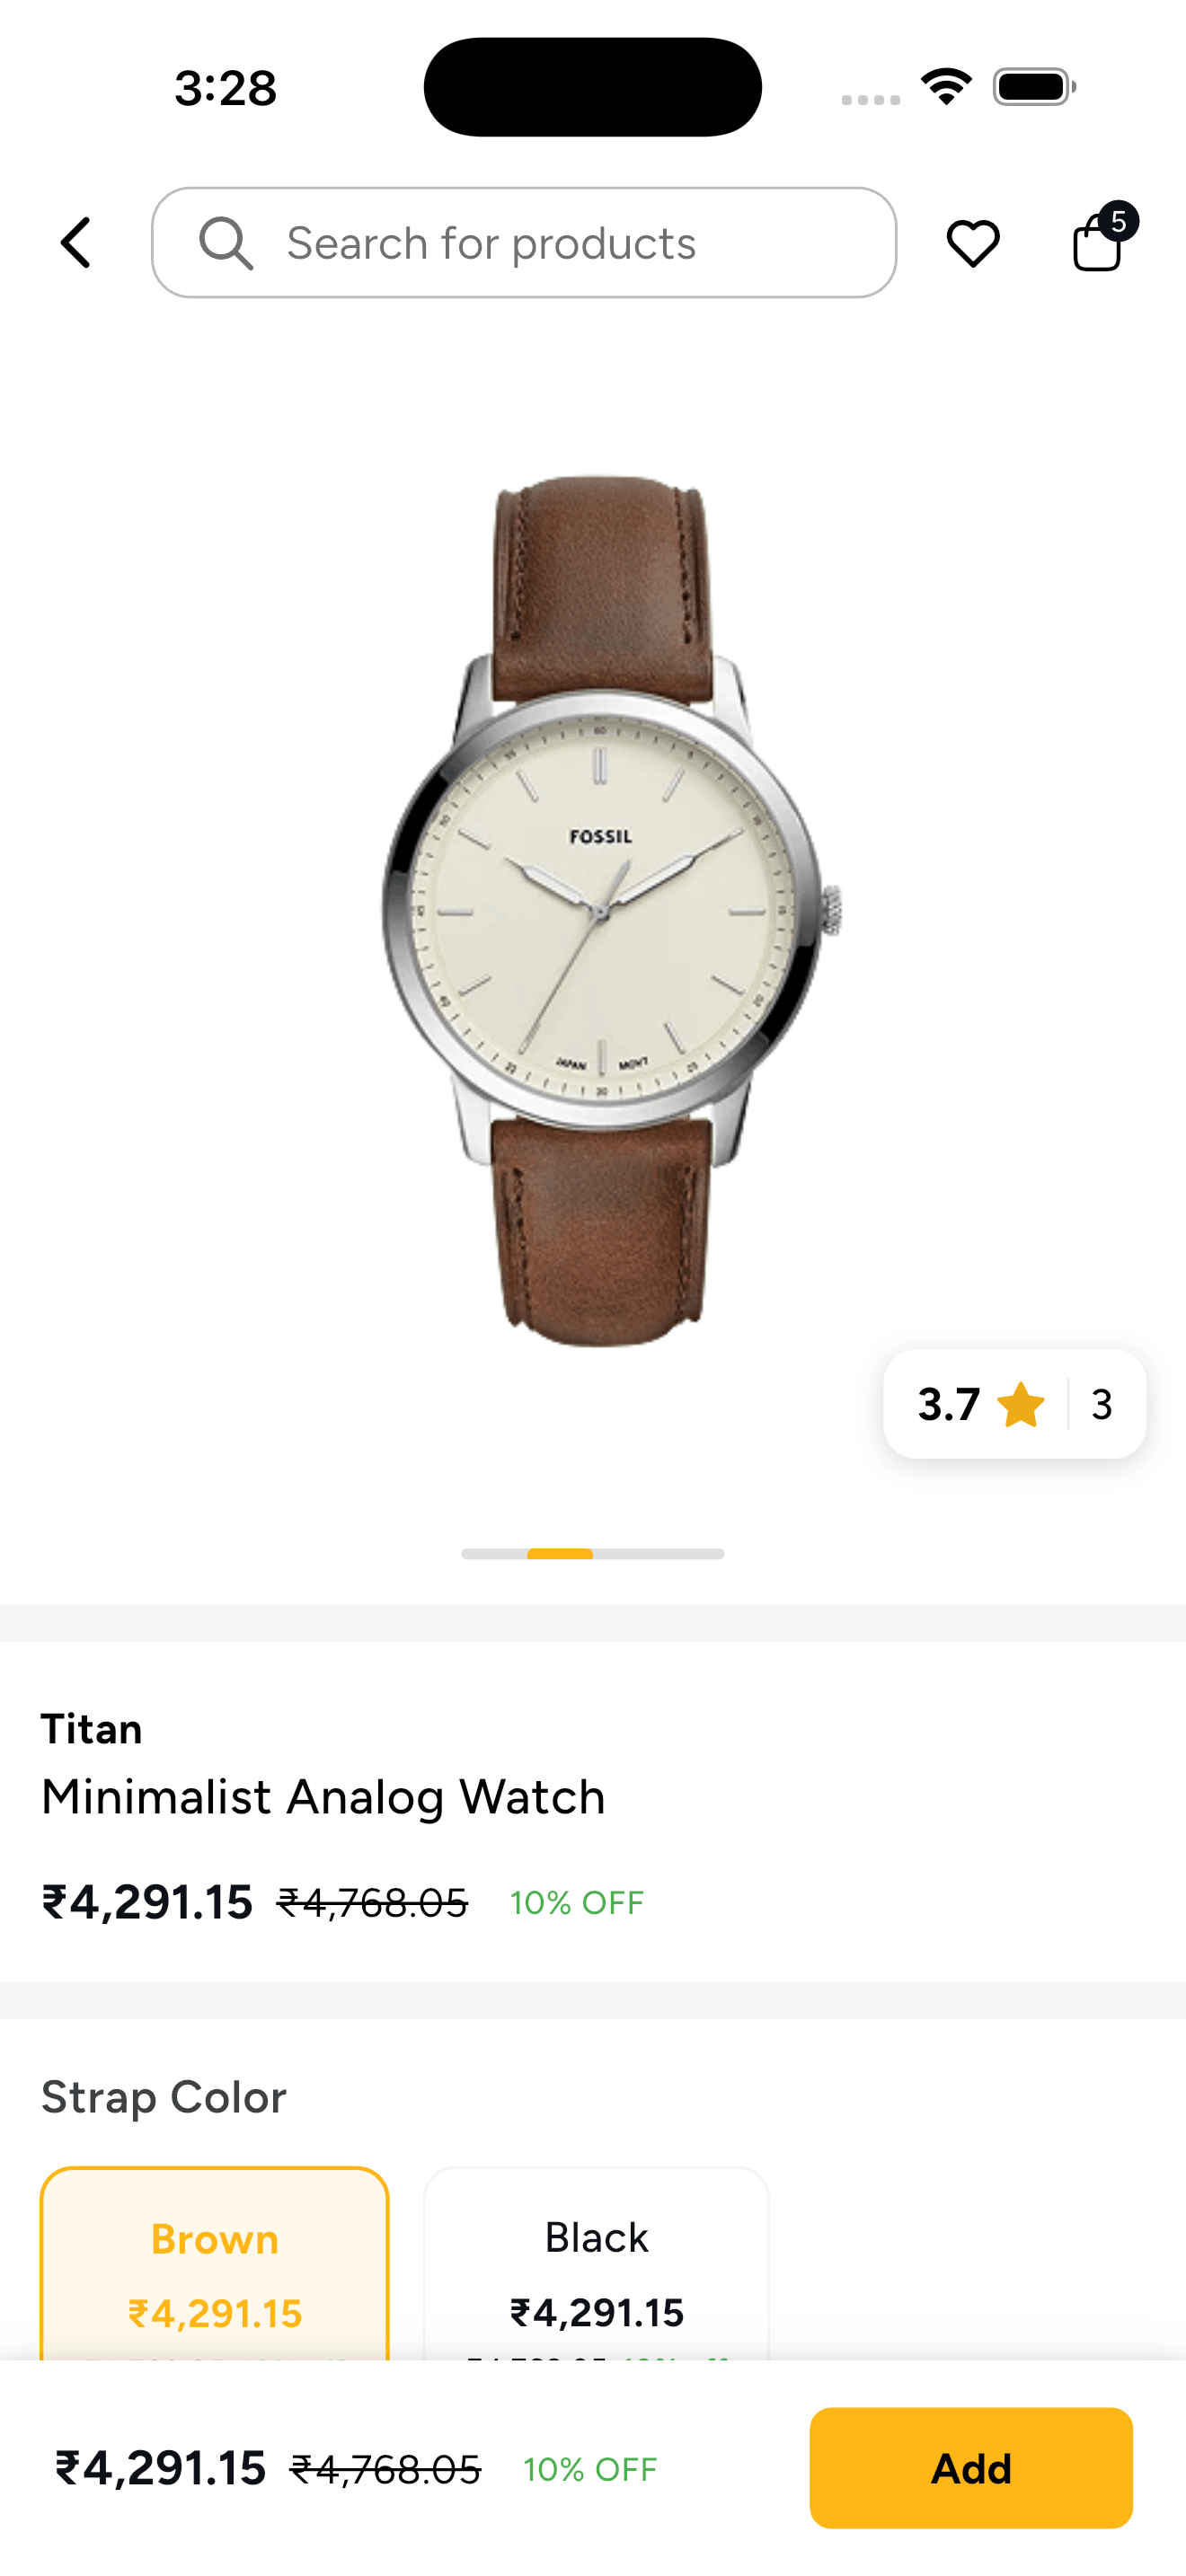 3:28
Search for products
5
FOSSIL
JAPAN MOVT
3.7 3
Titan
Minimalist Analog Watch
₹4,291.15 ₹4,768.05 10% OFF
Strap Color
Brown Black
₹4,291.15 ₹4,291.15
₹4,291.15 ₹4,768.05 10% OFF
Add